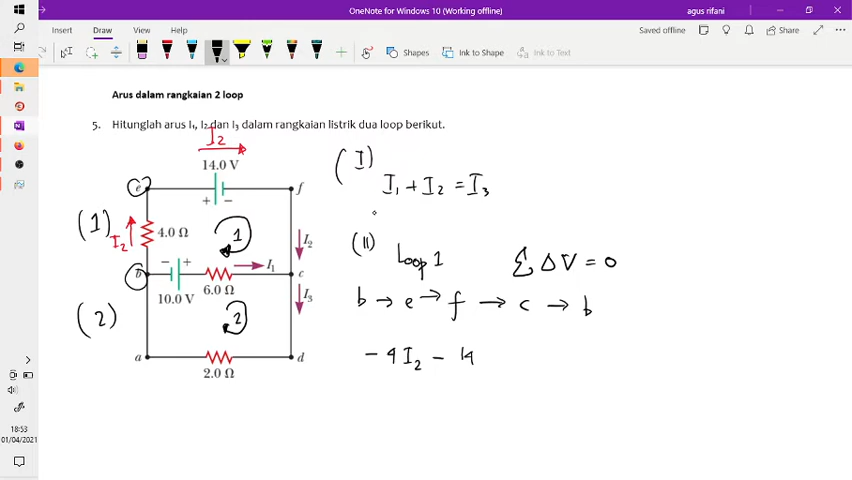 OneNote for Windows 10 (Working offline)
agus rifani
Insert
Draw
View
Help
Saved offline
Share
Shapes
Ink to Shape
Ink to Text
Arus dalam rangkaian 2 loop
5. Hitunglah arus I₁, I₂ dan I₃ dalam rangkaian listrik dua loop berikut.
I₂
14.0 V
+ −
e
f
(1)
I₂
4.0 Ω
1
I₂
b
− +
I₁
c
10.0 V
6.0 Ω
I₃
(2)
2
a
d
2.0 Ω
(I)
I₁ + I₂ = I₃
(II)
Loop 1
Σ ΔV = 0
b → e → f → c → b
− 4I₂ − 14
18:53
01/04/2021